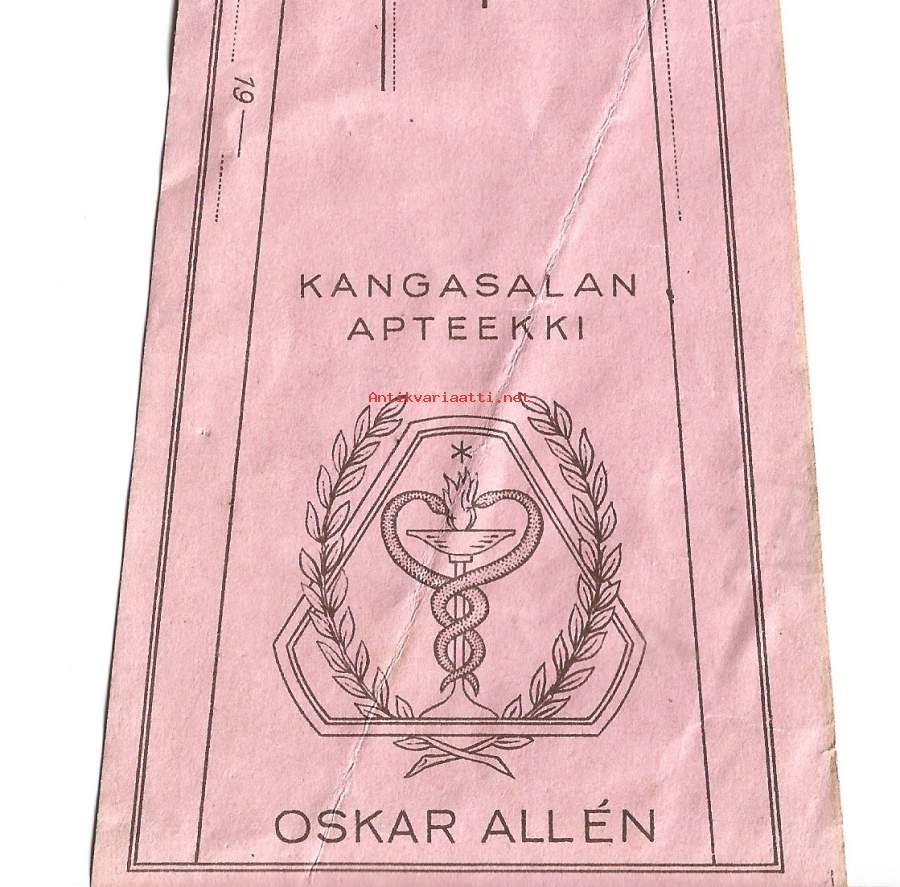 19
KANGASALAN
APTEEKKI
Antikvariaatti.net
*
OSKAR ALLÉN